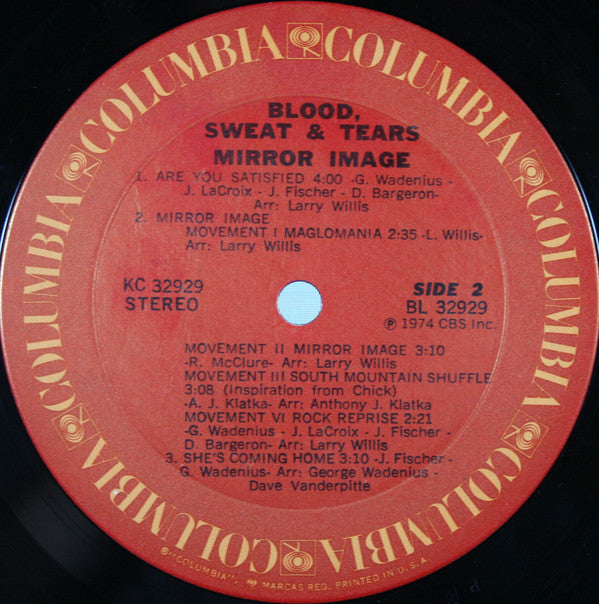 COLUMBIA COLUMBIA COLUMBIA COLUMBIA COLUMBIA COLUMBIA
BLOOD,
SWEAT & TEARS
MIRROR IMAGE
1. ARE YOU SATISFIED 4:00 -G. Wadenius -
J. LaCroix - J. Fischer - D. Bargeron-
Arr: Larry Willis
2. MIRROR IMAGE
MOVEMENT I MAGLOMANIA 2:35 -L. Willis-
Arr: Larry Willis
KC 32929
STEREO
SIDE 2
BL 32929
℗ 1974 CBS Inc.
MOVEMENT II MIRROR IMAGE 3:10
-R. McClure- Arr: Larry Willis
MOVEMENT III SOUTH MOUNTAIN SHUFFLE
3:08 (Inspiration from Chick)
-A. J. Klatka- Arr: Anthony J. Klatka
MOVEMENT VI ROCK REPRISE 2:21
-G. Wadenius - J. LaCroix - J. Fischer -
D. Bargeron- Arr: Larry Willis
3. SHE'S COMING HOME 3:10 -J. Fischer -
G. Wadenius- Arr: George Wadenius -
Dave Vanderpitte
®"COLUMBIA", MARCAS REG. PRINTED IN U.S.A.